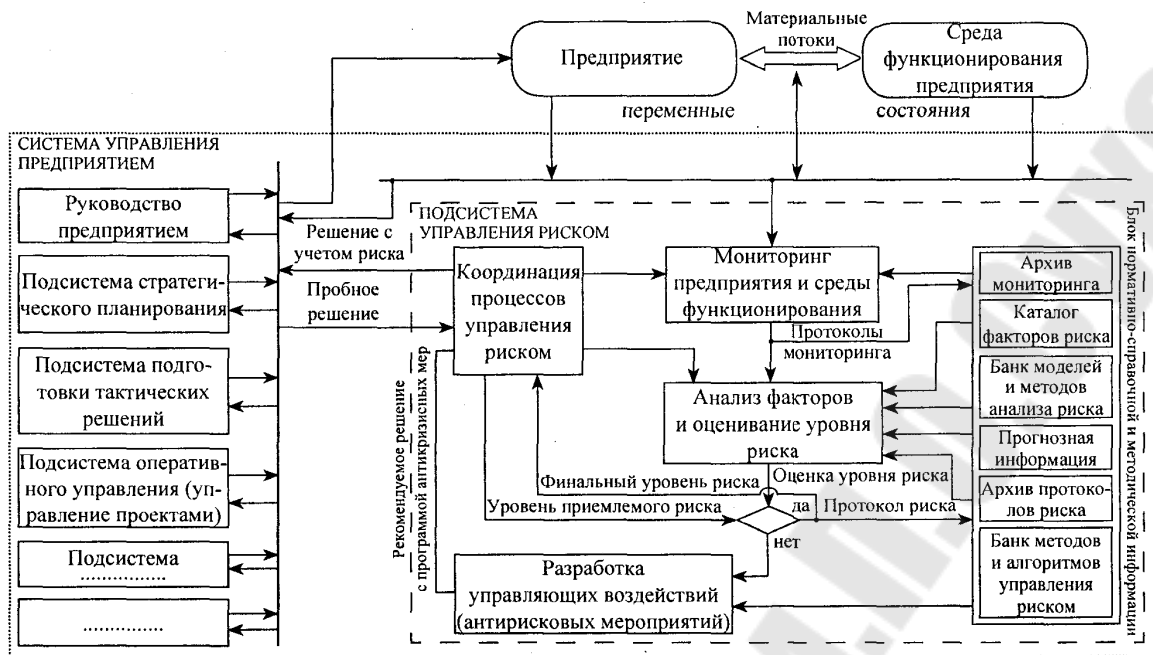 Предприятие
Материальные
потоки
Среда
функционирования
предприятия
переменные
состояния
СИСТЕМА УПРАВЛЕНИЯ
ПРЕДПРИЯТИЕМ
Руководство
предприятием
Подсистема стратеги-
ческого планирования
Подсистема подго-
товки тактических
решений
Подсистема оператив-
ного управления (уп-
равление проектами)
Подсистема
................
...............
Решение с
учетом риска
Пробное
решение
ПОДСИСТЕМА
УПРАВЛЕНИЯ РИСКОМ
Координация
процессов
управления
риском
Мониторинг
предприятия и среды
функционирования
Протоколы
мониторинга
Анализ факторов
и оценивание уровня
риска
Финальный уровень риска
Оценка уровня риска
Уровень приемлемого риска
да
Протокол риска
нет
Разработка
управляющих воздействий
(антирисковых мероприятий)
Рекомендуемое решение
с программой антикризисных мер
Архив
мониторинга
Каталог
факторов риска
Банк моделей
и методов
анализа риска
Прогнозная
информация
Архив протоко-
лов риска
Банк методов
и алгоритмов
управления
риском
Блок нормативно-справочной и методической информации